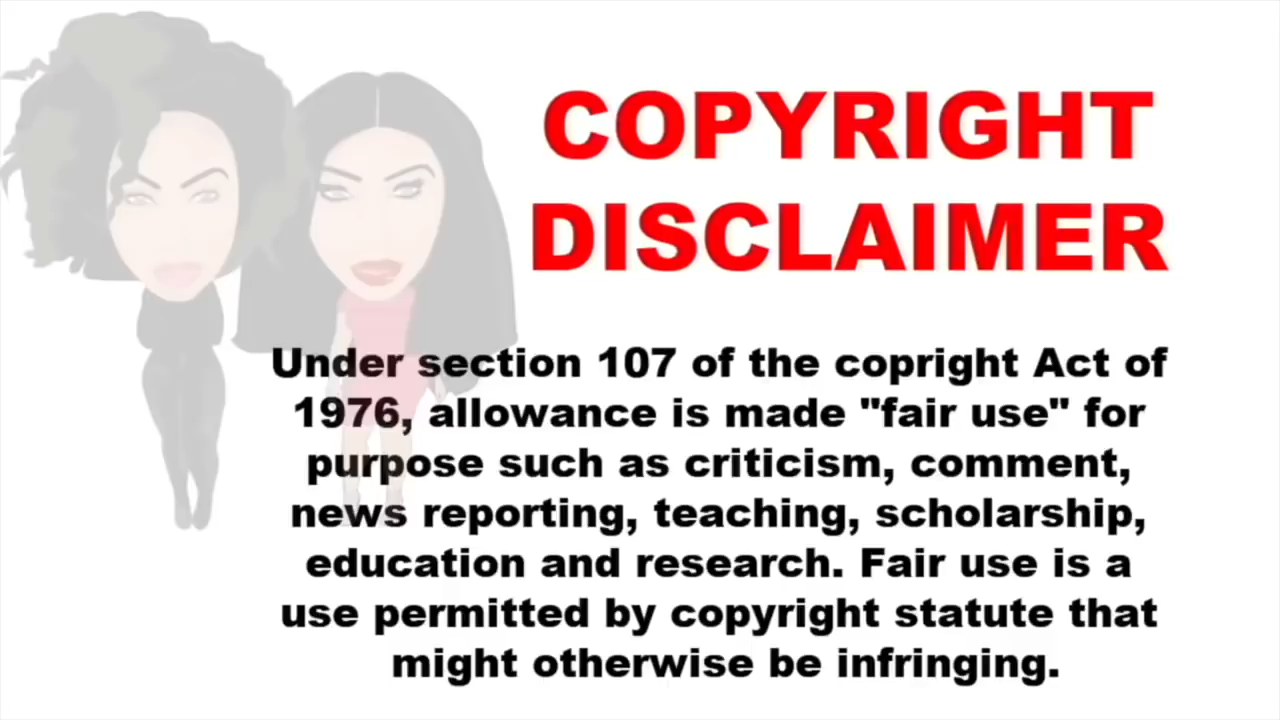 COPYRIGHT
DISCLAIMER
Under section 107 of the copright Act of
1976, allowance is made "fair use" for
purpose such as criticism, comment,
news reporting, teaching, scholarship,
education and research. Fair use is a
use permitted by copyright statute that
might otherwise be infringing.